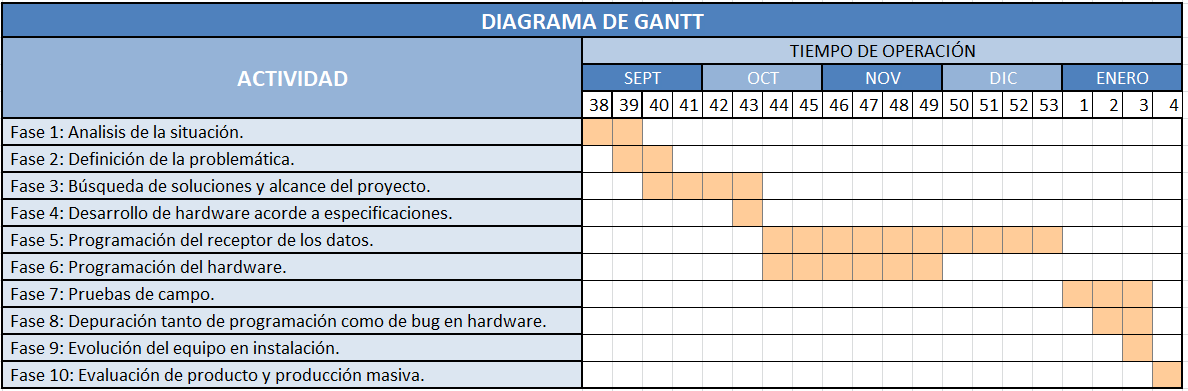 DIAGRAMA DE GANTT
ACTIVIDAD
TIEMPO DE OPERACIÓN
SEPT OCT NOV DIC ENERO
38 39 40 41 42 43 44 45 46 47 48 49 50 51 52 53 1 2 3 4
Fase 1: Analisis de la situación.
Fase 2: Definición de la problemática.
Fase 3: Búsqueda de soluciones y alcance del proyecto.
Fase 4: Desarrollo de hardware acorde a especificaciones.
Fase 5: Programación del receptor de los datos.
Fase 6: Programación del hardware.
Fase 7: Pruebas de campo.
Fase 8: Depuración tanto de programación como de bug en hardware.
Fase 9: Evolución del equipo en instalación.
Fase 10: Evaluación de producto y producción masiva.